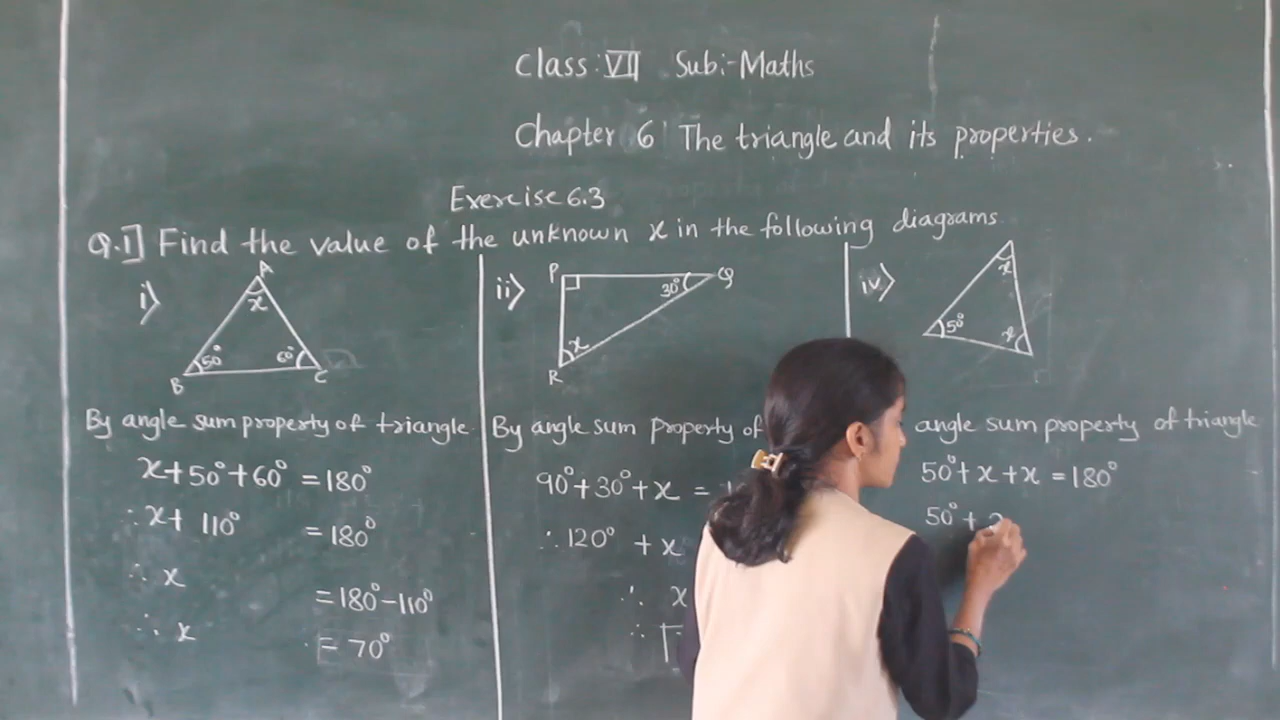 Class: VII Sub:-Maths
Chapter 6 The triangle and its properties.
Exercise 6.3
Q.1] Find the value of the unknown x in the following diagrams
i>
A
x
50°
60°
B
C
By angle sum property of triangle
x+50°+60° =180°
∴x+ 110° =180°
∴ x =180°-110°
∴ x = 70°
ii>
P
30°
Q
x
R
By angle sum property of
90°+30°+x =
∴120° +x
∴ x
∴
iv>
x
50°
x
angle sum property of triangle
50°+x+x =180°
50°+